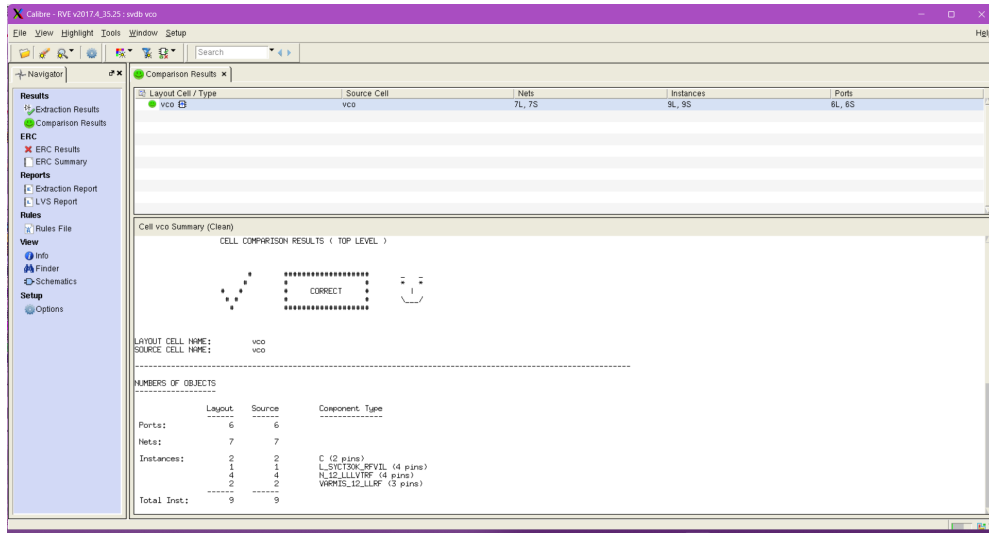 Calibre - RVE v2017.4_35.25 : svdb vco
File View Highlight Tools Window Setup Help
Search
Navigator
Comparison Results
Results
Extraction Results
Comparison Results
ERC
ERC Results
ERC Summary
Reports
Extraction Report
LVS Report
Rules
Rules File
View
Info
Finder
Schematics
Setup
Options
Layout Cell / Type Source Cell Nets Instances Ports
vco vco 7L, 7S 9L, 9S 6L, 6S
Cell vco Summary (Clean)
CELL COMPARISON RESULTS ( TOP LEVEL )
CORRECT
LAYOUT CELL NAME: vco
SOURCE CELL NAME: vco
NUMBERS OF OBJECTS
Layout Source Component Type
Ports: 6 6
Nets: 7 7
Instances: 2 2 C (2 pins)
1 1 L_SYCT30K_RFVIL (4 pins)
4 4 N_12_LLLVTRF (4 pins)
2 2 VARMIS_12_LLRF (3 pins)
Total Inst: 9 9